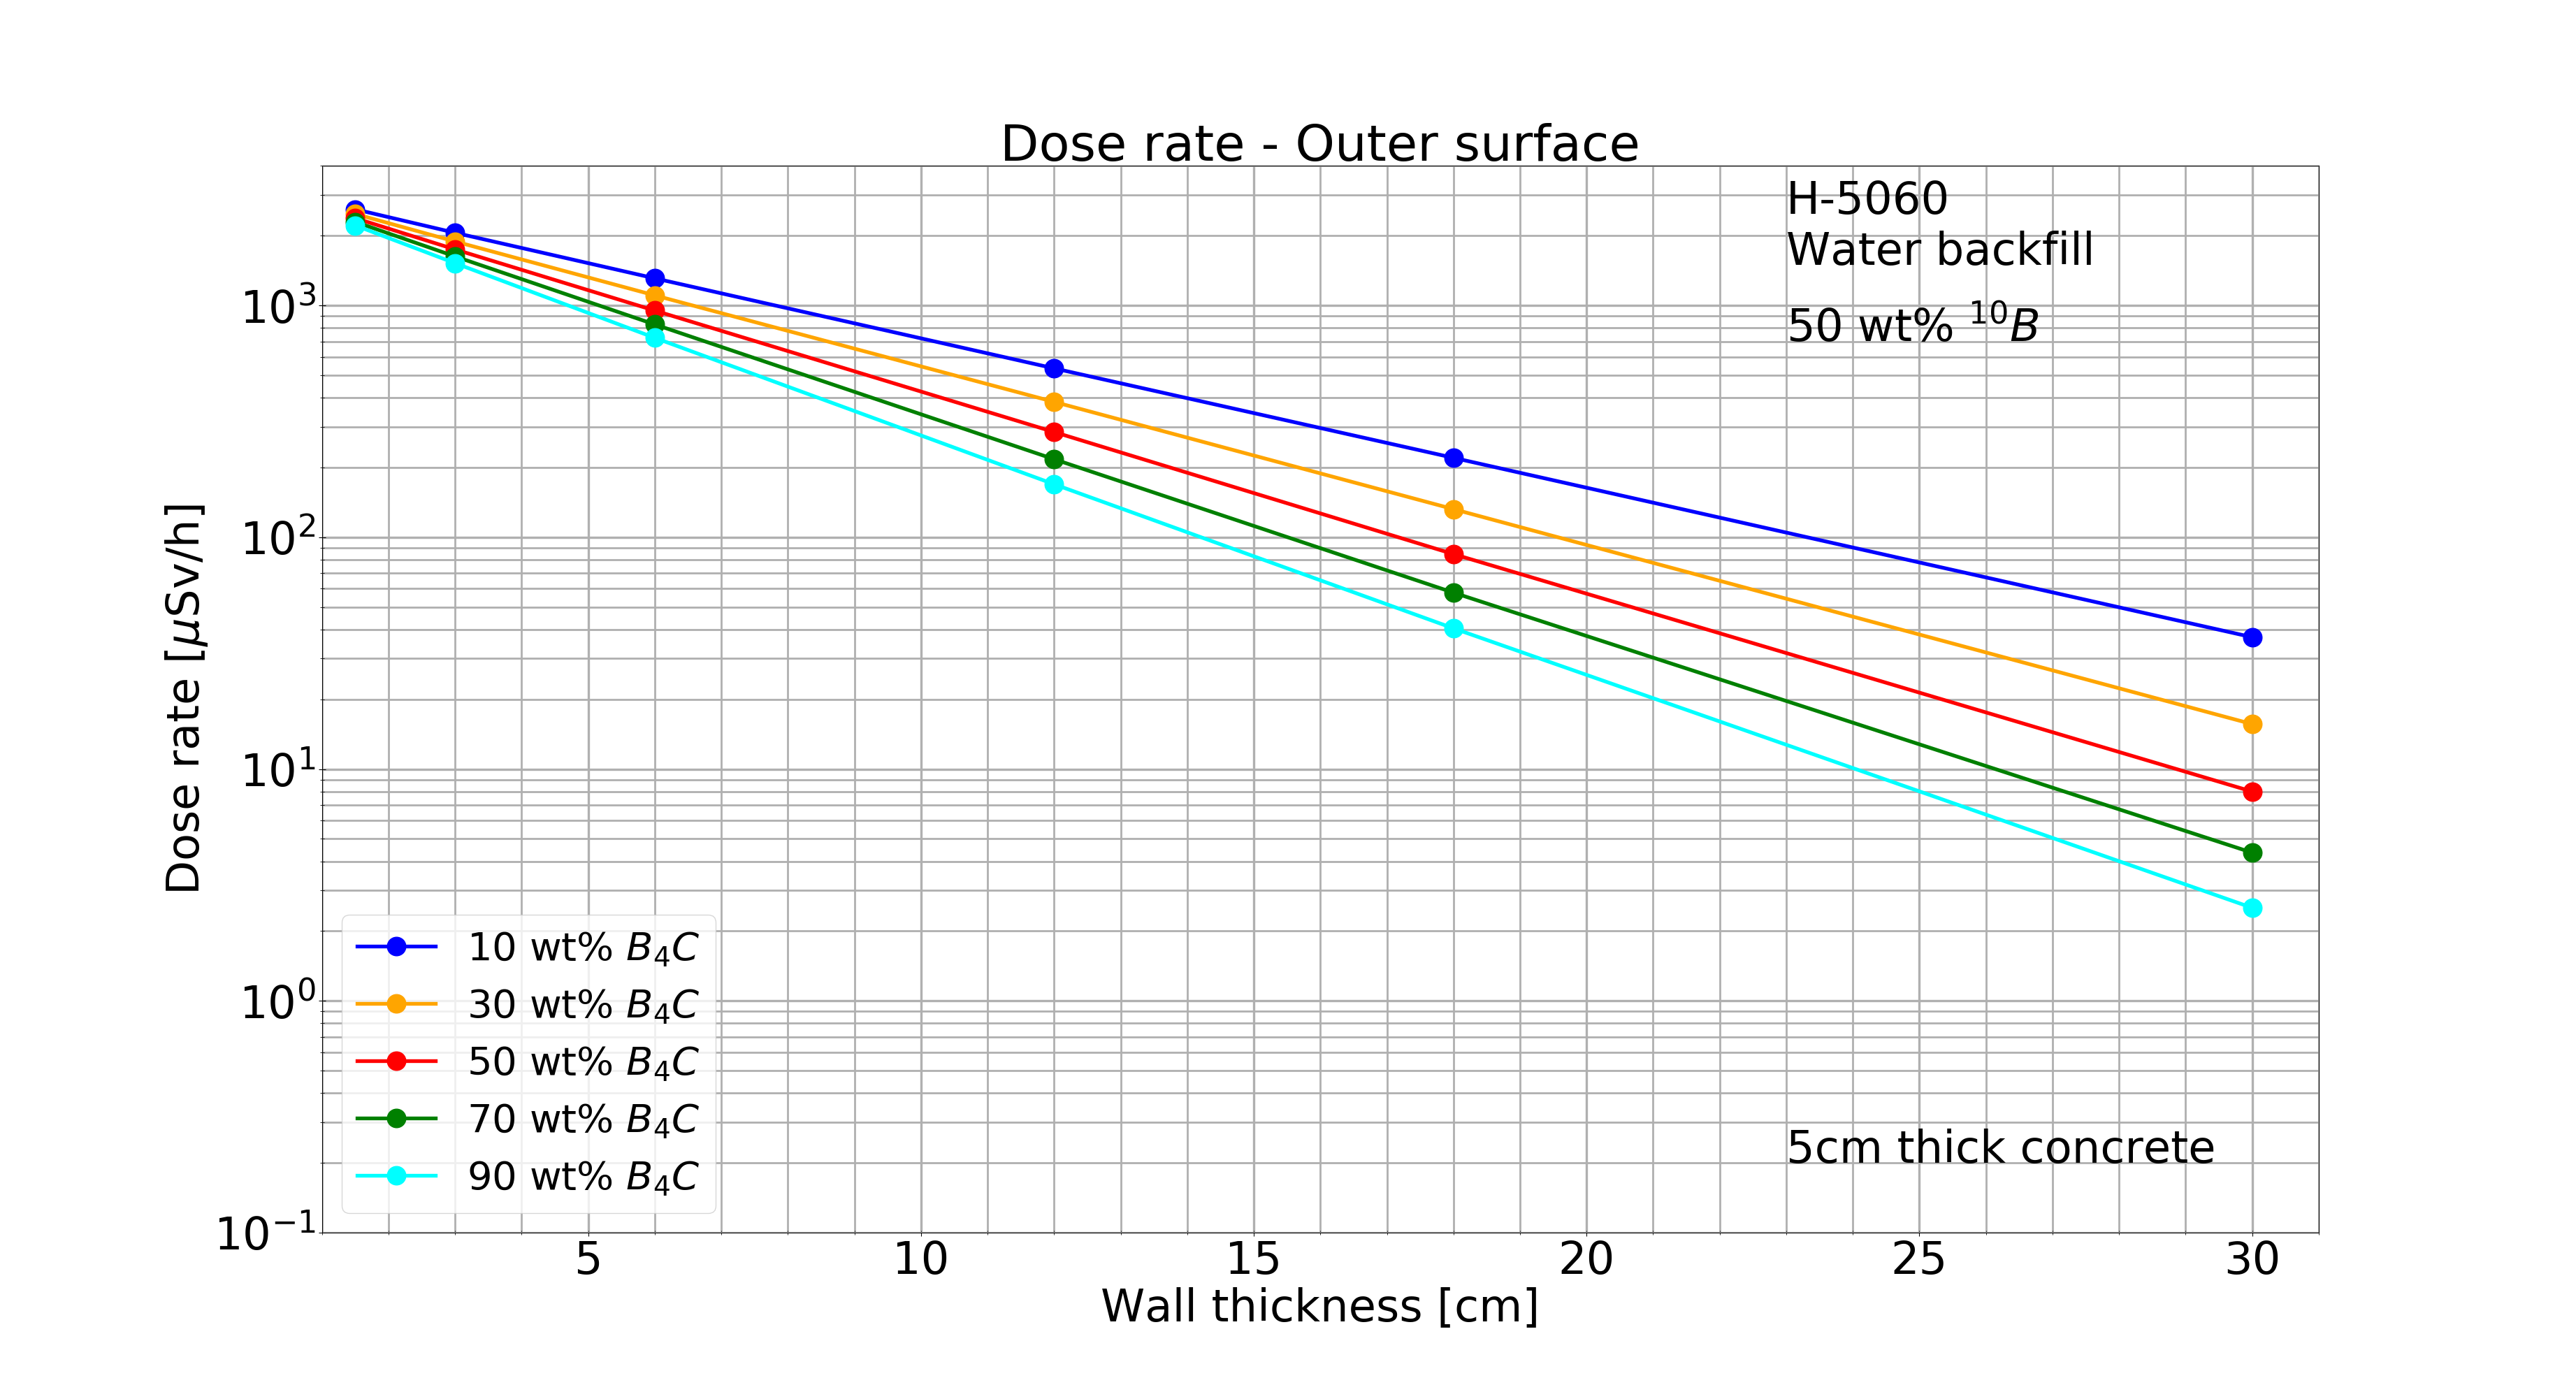 Dose rate - Outer surface
H-5060
Water backfill
50 wt% ¹⁰B
10³
10²
10¹
10⁰
10⁻¹
Dose rate [μSv/h]
10 wt% B₄C
30 wt% B₄C
50 wt% B₄C
70 wt% B₄C
90 wt% B₄C
5cm thick concrete
5 10 15 20 25 30
Wall thickness [cm]